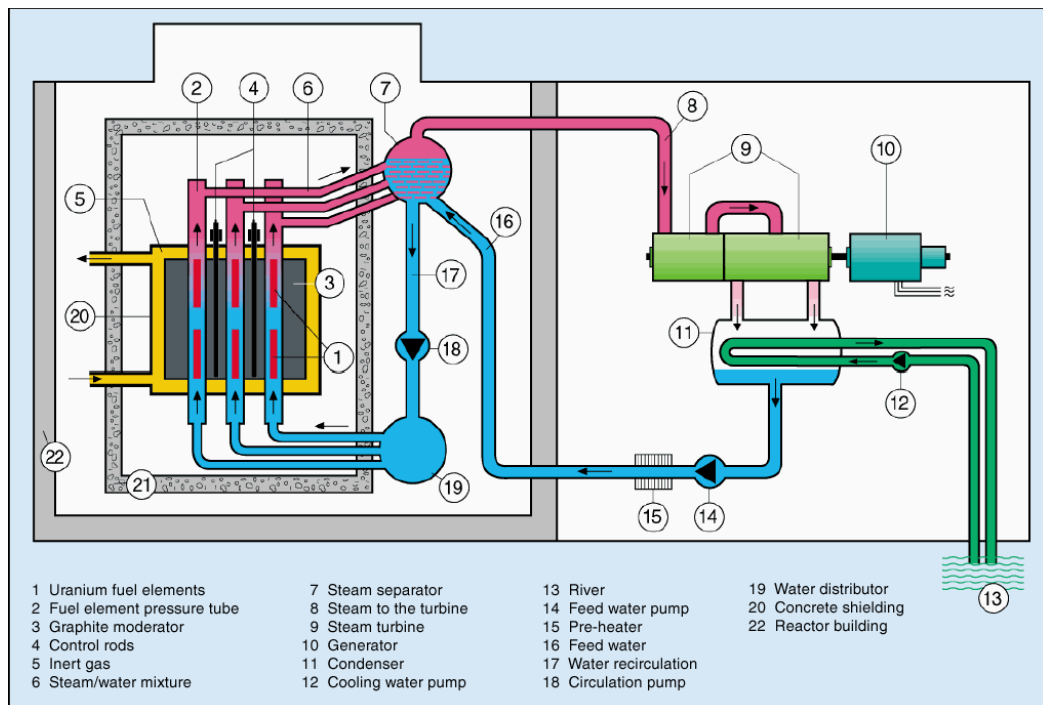 2
4
6
7
8
9
10
5
3
16
17
20
11
18
1
12
22
21
19
15
14
13
1 Uranium fuel elements
2 Fuel element pressure tube
3 Graphite moderator
4 Control rods
5 Inert gas
6 Steam/water mixture
7 Steam separator
8 Steam to the turbine
9 Steam turbine
10 Generator
11 Condenser
12 Cooling water pump
13 River
14 Feed water pump
15 Pre-heater
16 Feed water
17 Water recirculation
18 Circulation pump
19 Water distributor
20 Concrete shielding
22 Reactor building